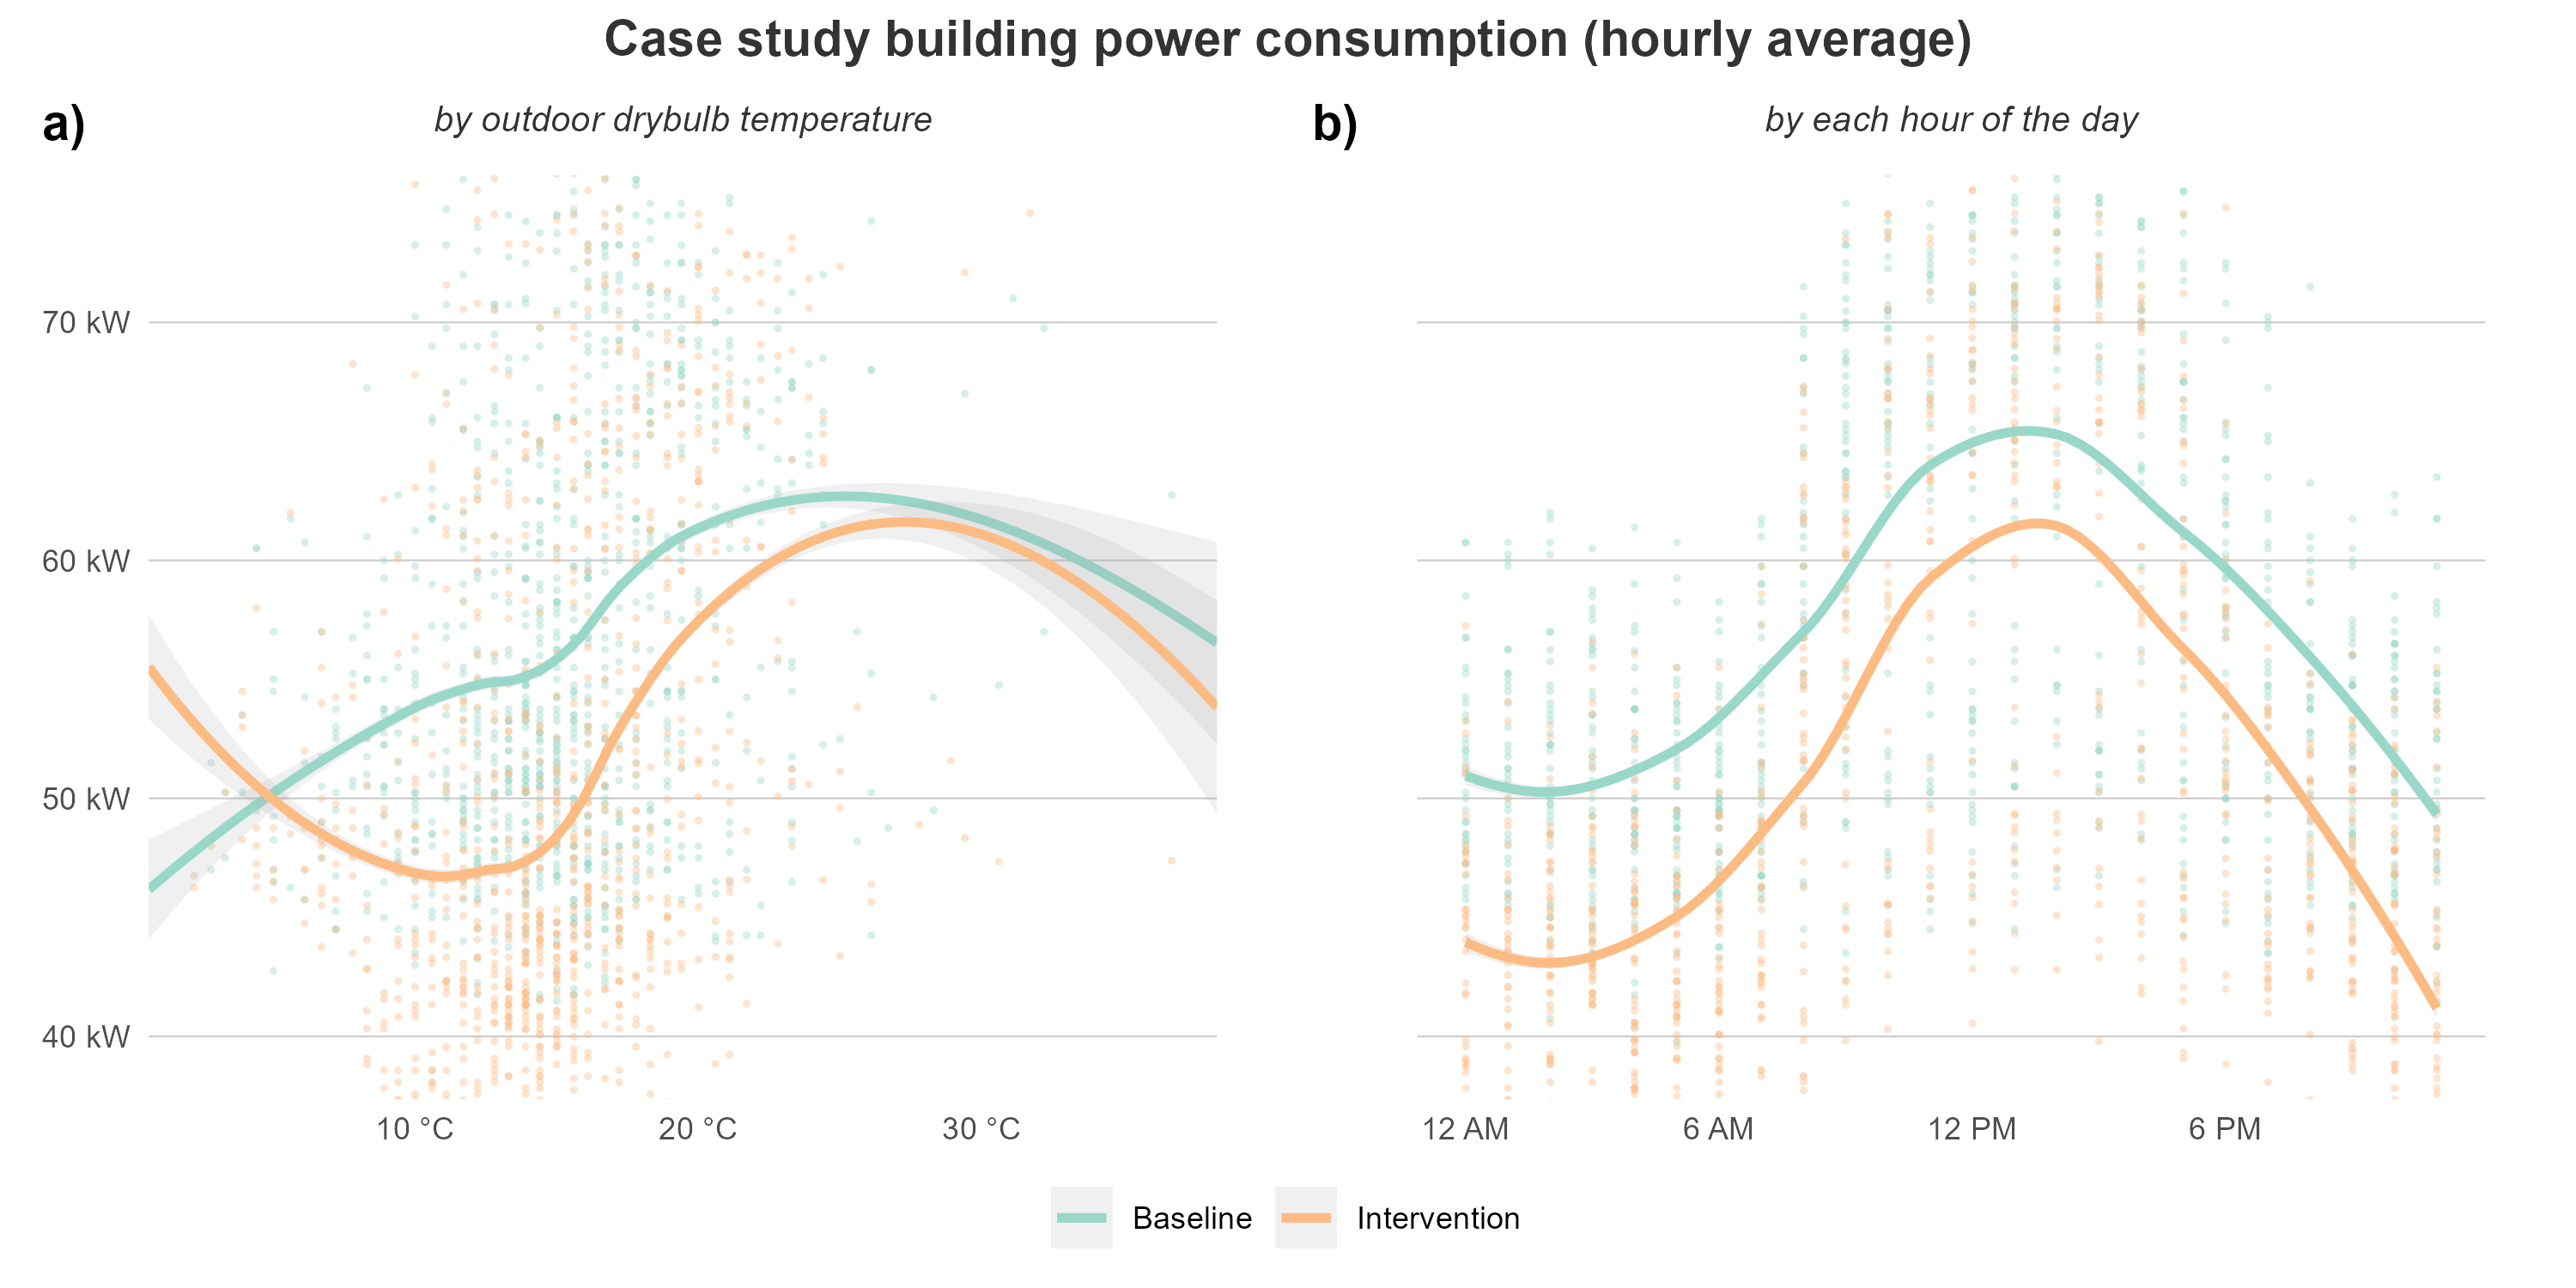 Case study building power consumption (hourly average)
a)
by outdoor drybulb temperature
70 kW
60 kW
50 kW
40 kW
10 °C 20 °C 30 °C
b)
by each hour of the day
12 AM 6 AM 12 PM 6 PM
Baseline Intervention